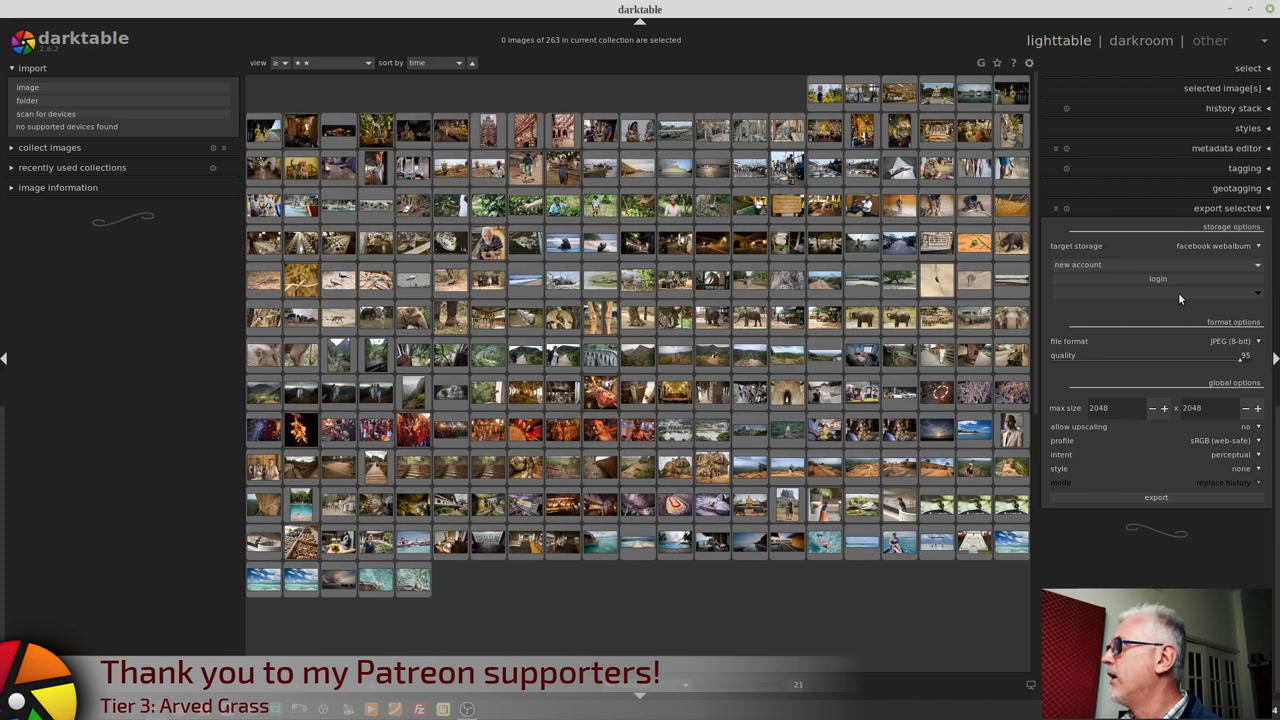 darktable
darktable
2.6.2
0 images of 263 in current collection are selected
lighttable | darkroom | other
import
view ≥ ★ ★ sort by time
G ☆ ?
image
folder
scan for devices
no supported devices found
collect images
recently used collections
image information
select
selected image[s]
history stack
styles
metadata editor
tagging
geotagging
export selected
storage options
target storage facebook webalbum
new account
login
format options
file format JPEG (8-bit)
quality 95
global options
max size 2048 x 2048
allow upscaling no
profile sRGB (web-safe)
intent perceptual
style none
mode replace history
export
Thank you to my Patreon supporters!
Tier 3: Arved Grass
21